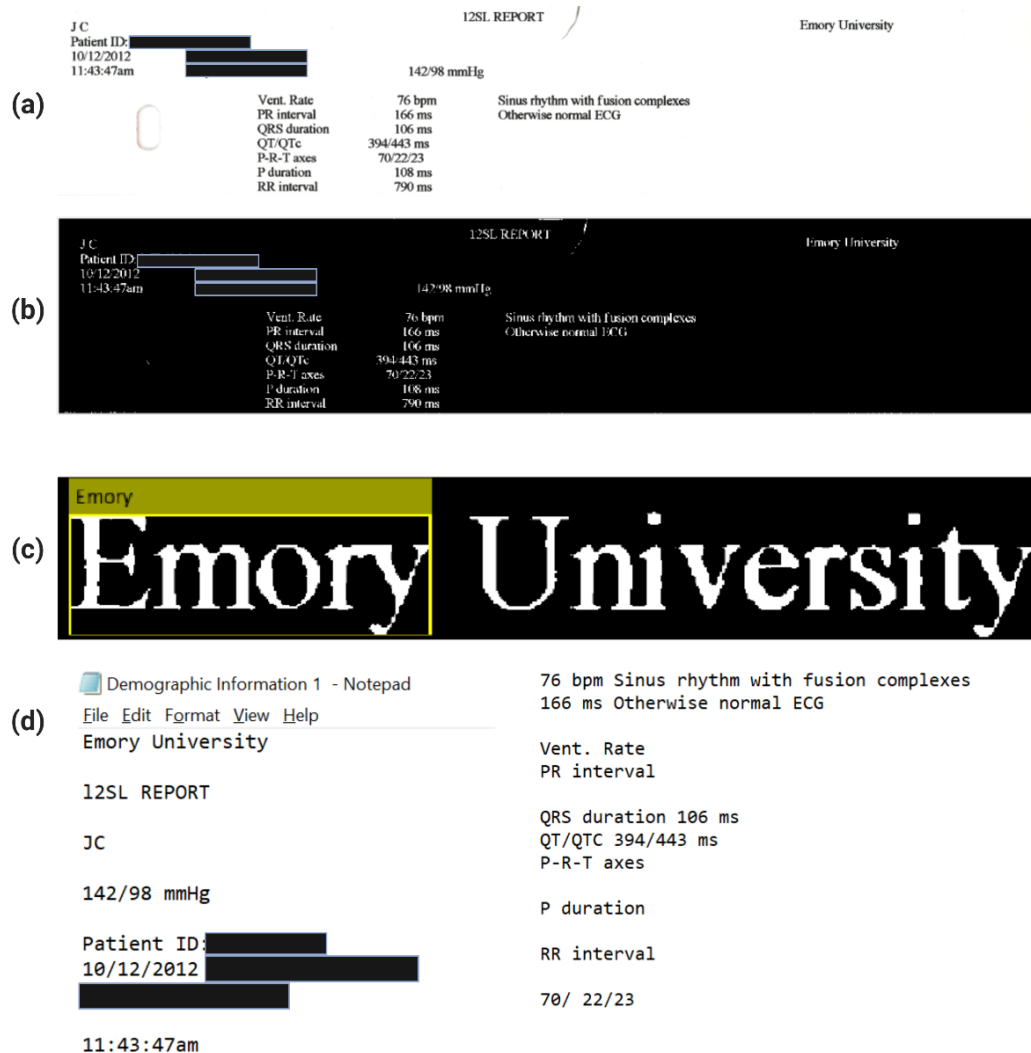 12SL REPORT
Emory University
J C
Patient ID:
10/12/2012
11:43:47am
142/98 mmHg
(a)
Vent. Rate 76 bpm Sinus rhythm with fusion complexes
PR interval 166 ms Otherwise normal ECG
QRS duration 106 ms
QT/QTc 394/443 ms
P-R-T axes 70/22/23
P duration 108 ms
RR interval 790 ms
12SL REPORT
Emory University
J C
Patient ID:
10/12/2012
11:43:47am
142/98 mmHg
(b)
Vent. Rate 76 bpm Sinus rhythm with fusion complexes
PR interval 166 ms Otherwise normal ECG
QRS duration 106 ms
QT/QTc 394/443 ms
P-R-T axes 70/22/23
P duration 108 ms
RR interval 790 ms
(c)
Emory
Emory University
(d)
Demographic Information 1 - Notepad
File Edit Format View Help
Emory University
l2SL REPORT
JC
142/98 mmHg
Patient ID:
10/12/2012
11:43:47am
76 bpm Sinus rhythm with fusion complexes
166 ms Otherwise normal ECG
Vent. Rate
PR interval
QRS duration 106 ms
QT/QTC 394/443 ms
P-R-T axes
P duration
RR interval
70/ 22/23